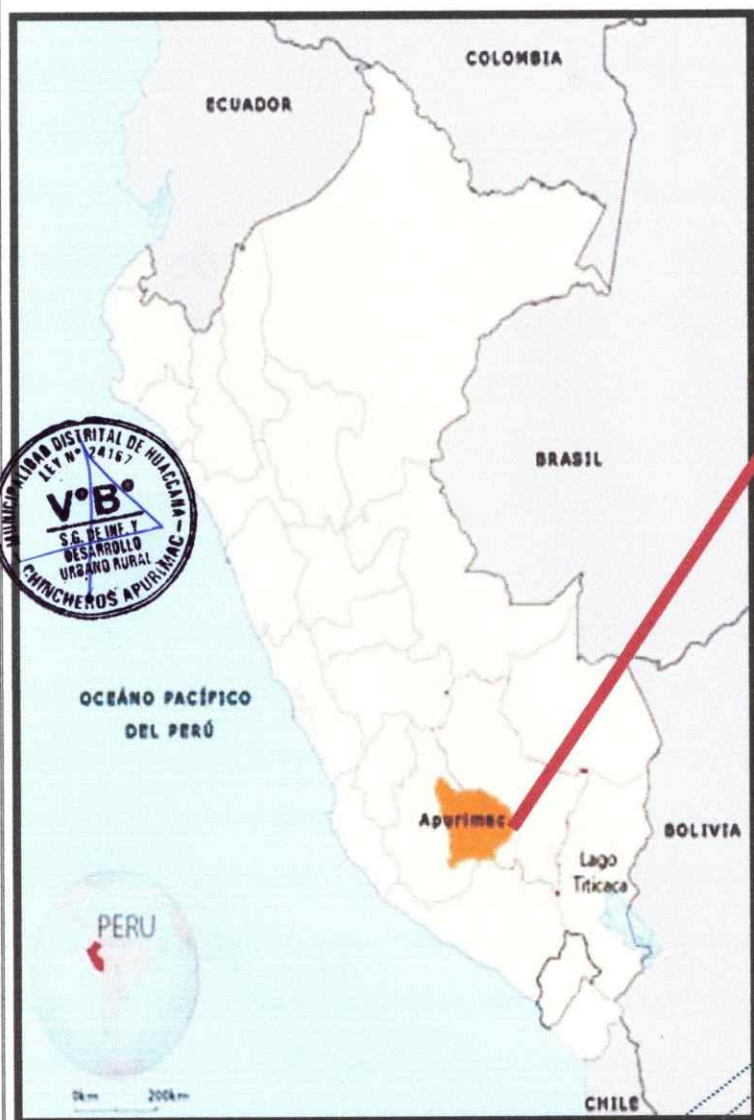 COLOMBIA
ECUADOR
BRASIL
MUNICIPALIDAD DISTRITAL DE HUACCANA
LEY Nº 24167
V°B°
S.G. DE INF. Y
DESARROLLO
URBANO RURAL
CHINCHEROS APURIMAC
OCEÁNO PACÍFICO
DEL PERÚ
Apurimac
BOLIVIA
Lago
Titicaca
PERU
0km 200km
CHILE